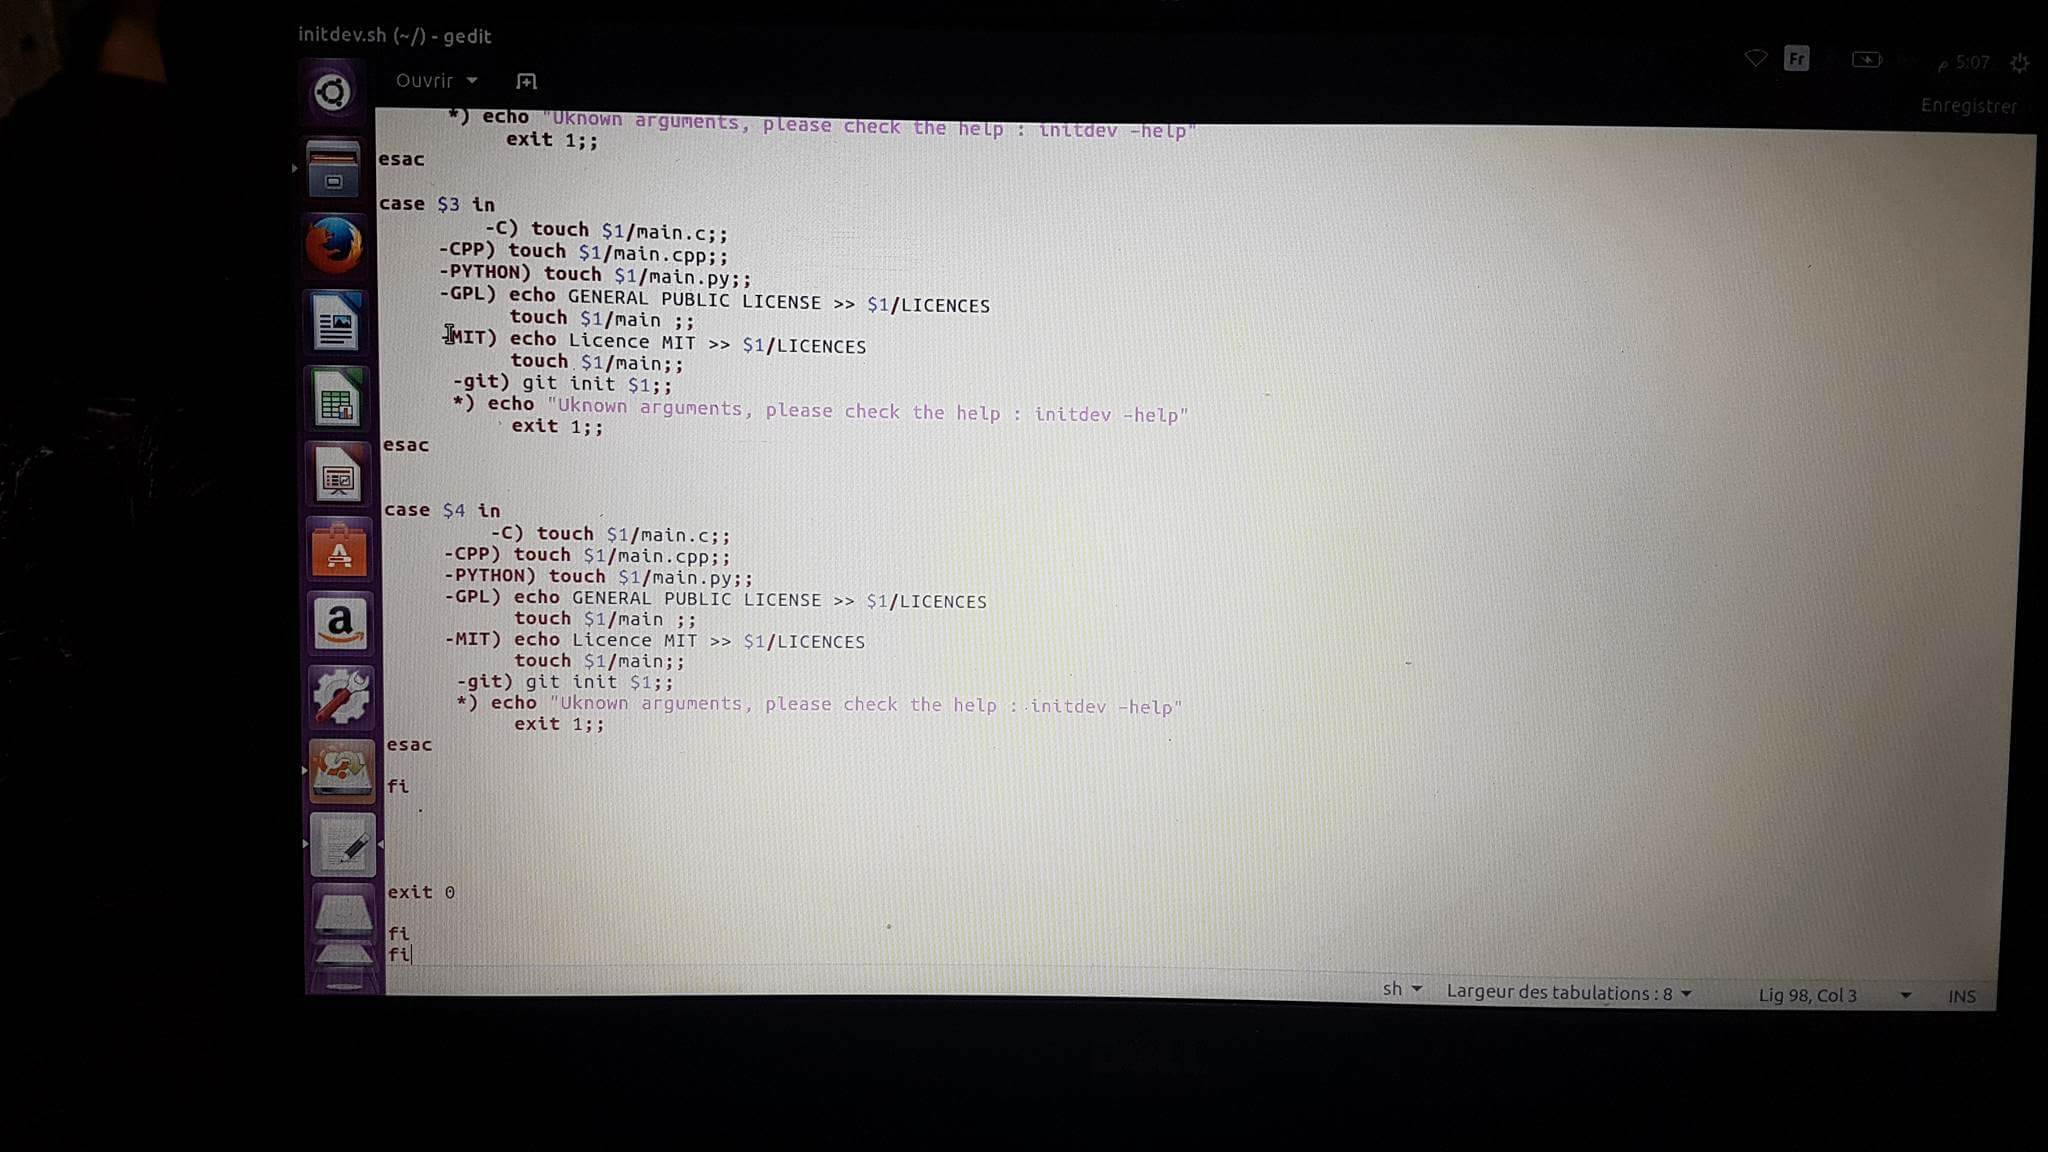 initdev.sh (~/) - gedit
Fr
5:07 م
Ouvrir
Enregistrer
*) echo "Uknown arguments, please check the help : initdev -help"
exit 1;;
esac
case $3 in
-C) touch $1/main.c;;
-CPP) touch $1/main.cpp;;
-PYTHON) touch $1/main.py;;
-GPL) echo GENERAL PUBLIC LICENSE >> $1/LICENCES
touch $1/main ;;
-MIT) echo Licence MIT >> $1/LICENCES
touch $1/main;;
-git) git init $1;;
*) echo "Uknown arguments, please check the help : initdev -help"
exit 1;;
esac
case $4 in
-C) touch $1/main.c;;
-CPP) touch $1/main.cpp;;
-PYTHON) touch $1/main.py;;
-GPL) echo GENERAL PUBLIC LICENSE >> $1/LICENCES
touch $1/main ;;
-MIT) echo Licence MIT >> $1/LICENCES
touch $1/main;;
-git) git init $1;;
*) echo "Uknown arguments, please check the help : initdev -help"
exit 1;;
esac
fi
exit 0
fi
fi
sh Largeur des tabulations : 8 Lig 98, Col 3 INS